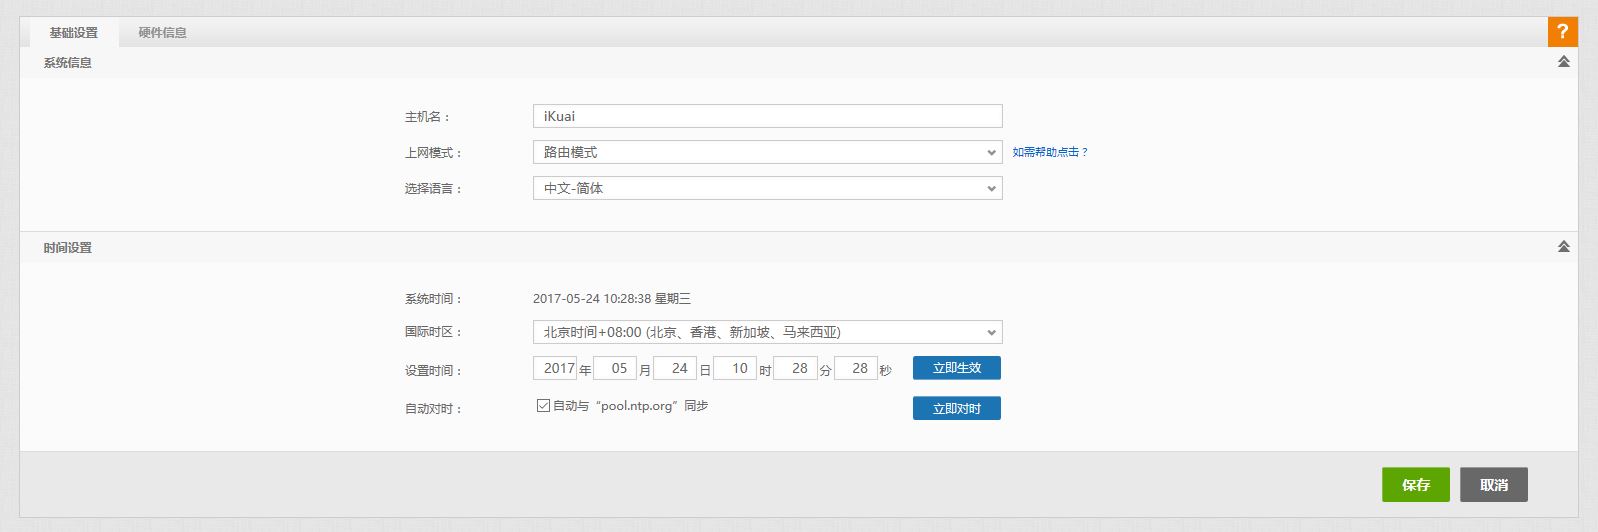 基础设置 硬件信息 ?
系统信息
主机名： iKuai
上网模式： 路由模式 如需帮助点击？
选择语言： 中文-简体
时间设置
系统时间： 2017-05-24 10:28:38 星期三
国际时区： 北京时间+08:00 (北京、香港、新加坡、马来西亚)
设置时间： 2017 年 05 月 24 日 10 时 28 分 28 秒 立即生效
自动对时： 自动与“pool.ntp.org”同步 立即对时
保存 取消